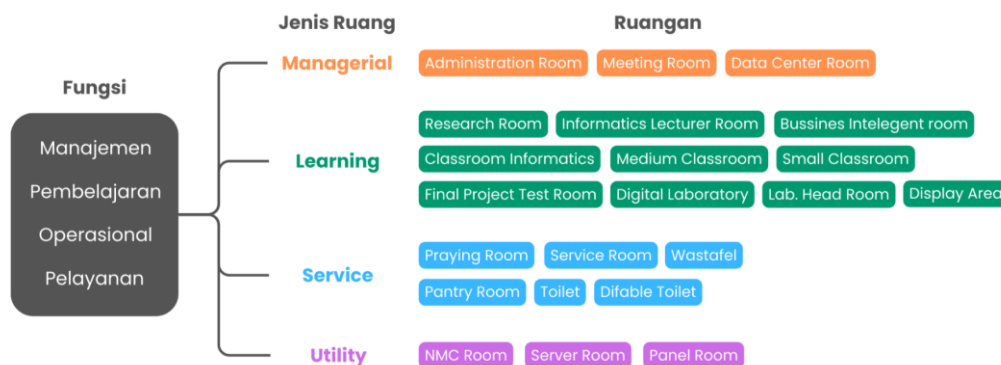 Jenis Ruang
Ruangan
Fungsi
Manajemen
Pembelajaran
Operasional
Pelayanan
Managerial
Administration Room
Meeting Room
Data Center Room
Learning
Research Room
Informatics Lecturer Room
Bussines Intelegent room
Classroom Informatics
Medium Classroom
Small Classroom
Final Project Test Room
Digital Laboratory
Lab. Head Room
Display Area
Service
Praying Room
Service Room
Wastafel
Pantry Room
Toilet
Difable Toilet
Utility
NMC Room
Server Room
Panel Room